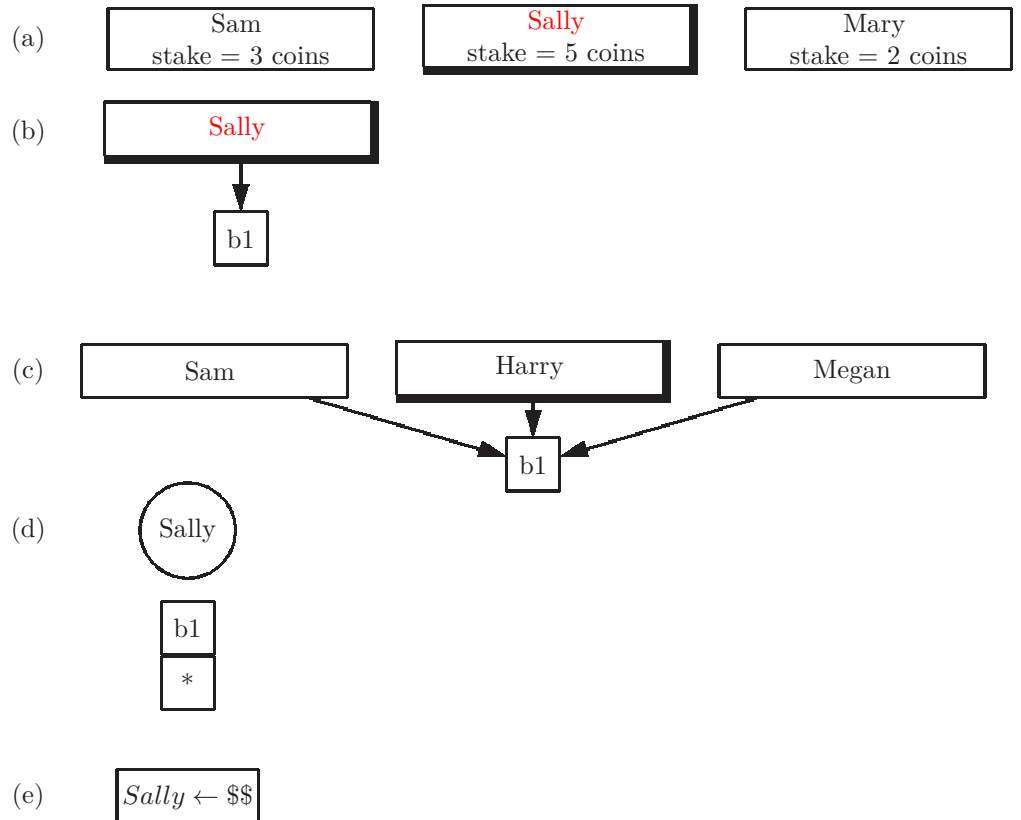 (a)
Sam
stake = 3 coins
Sally
stake = 5 coins
Mary
stake = 2 coins
(b)
Sally
b1
(c)
Sam
Harry
Megan
b1
(d)
Sally
b1
*
(e)
Sally ← $$